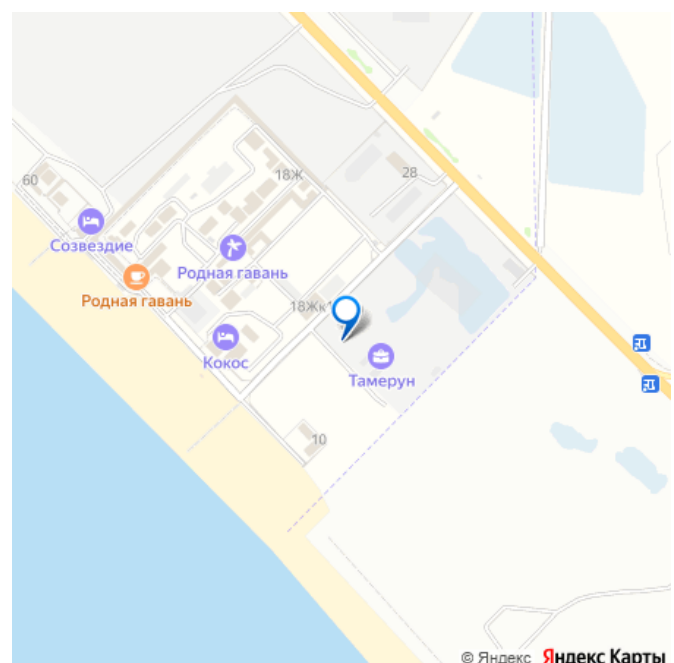 18Ж
28
60
Созвездие
Родная гавань
Родная гавань
18Жк1
Кокос
Тамерун
10
© Яндекс Яндекс Карты